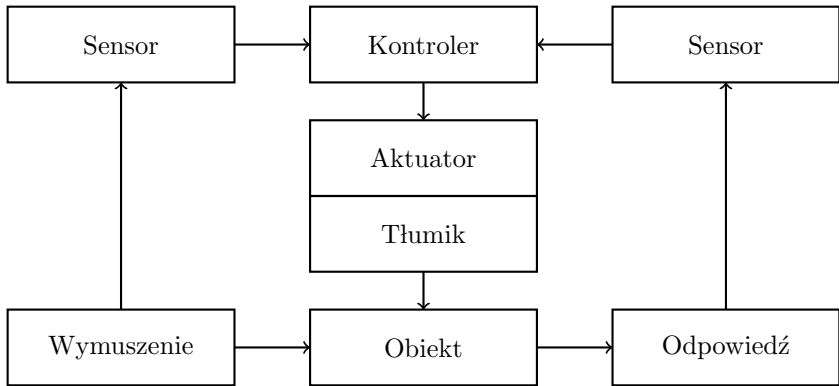 Sensor
Kontroler
Sensor
Aktuator
Tłumik
Wymuszenie
Obiekt
Odpowiedź